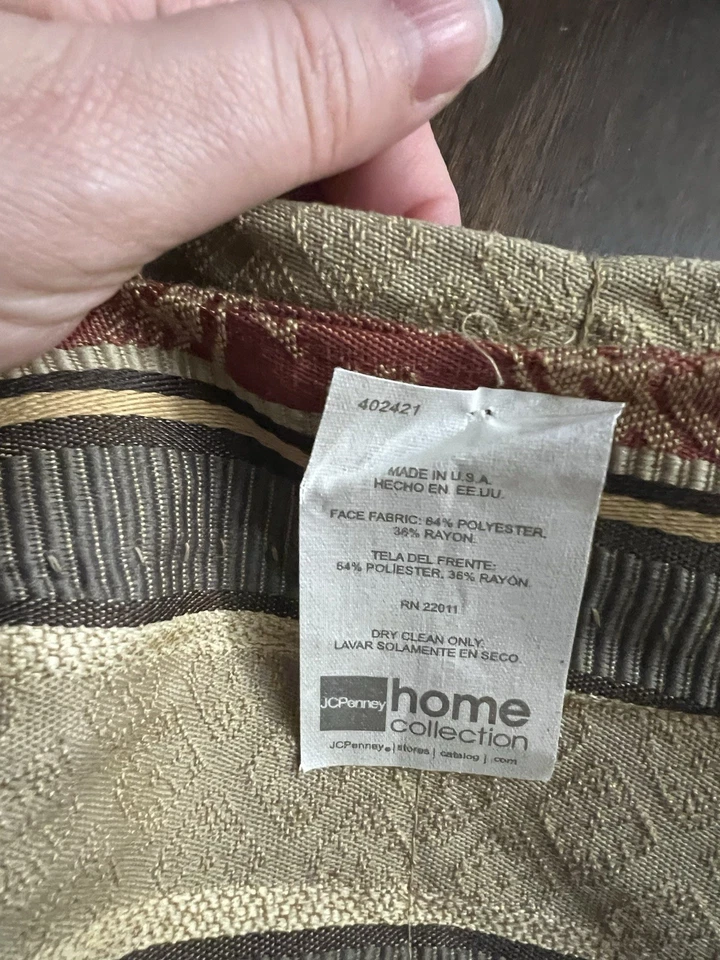 402421
MADE IN U.S.A.
HECHO EN EE.UU.
FACE FABRIC: 64% POLYESTER,
36% RAYON.
TELA DEL FRENTE:
64% POLIESTER, 36% RAYÓN.
RN 22011
DRY CLEAN ONLY.
LAVAR SOLAMENTE EN SECO.
JCPenney home
collection
JCPenney | stores | catalog | .com